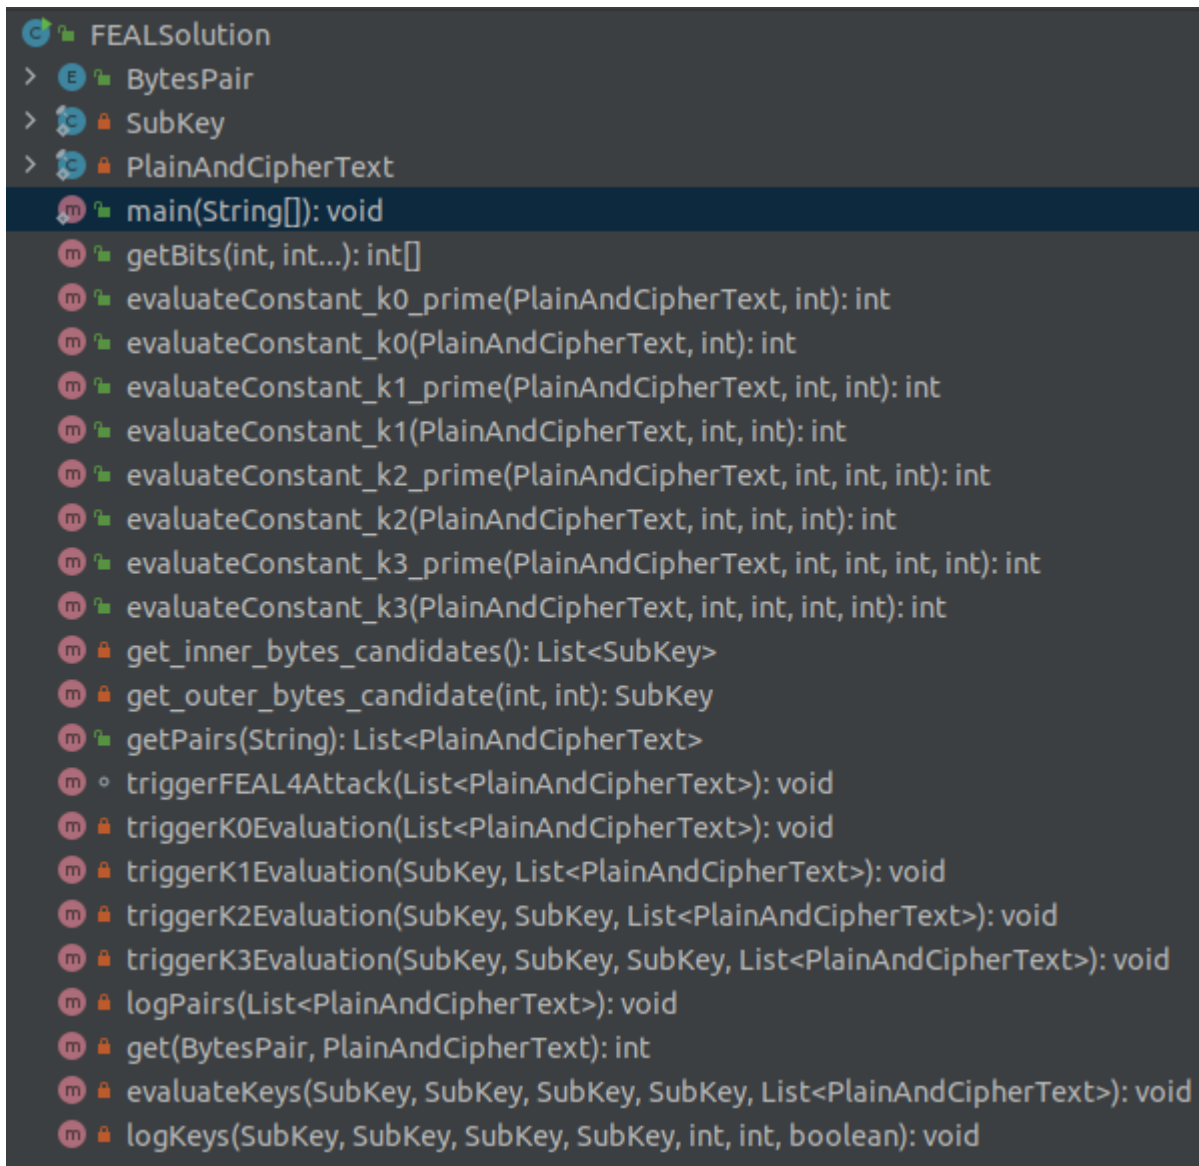 FEALSolution
BytesPair
SubKey
PlainAndCipherText
main(String[]): void
getBits(int, int...): int[]
evaluateConstant_k0_prime(PlainAndCipherText, int): int
evaluateConstant_k0(PlainAndCipherText, int): int
evaluateConstant_k1_prime(PlainAndCipherText, int, int): int
evaluateConstant_k1(PlainAndCipherText, int, int): int
evaluateConstant_k2_prime(PlainAndCipherText, int, int, int): int
evaluateConstant_k2(PlainAndCipherText, int, int, int): int
evaluateConstant_k3_prime(PlainAndCipherText, int, int, int, int): int
evaluateConstant_k3(PlainAndCipherText, int, int, int, int): int
get_inner_bytes_candidates(): List<SubKey>
get_outer_bytes_candidate(int, int): SubKey
getPairs(String): List<PlainAndCipherText>
triggerFEAL4Attack(List<PlainAndCipherText>): void
triggerK0Evaluation(List<PlainAndCipherText>): void
triggerK1Evaluation(SubKey, List<PlainAndCipherText>): void
triggerK2Evaluation(SubKey, SubKey, List<PlainAndCipherText>): void
triggerK3Evaluation(SubKey, SubKey, SubKey, List<PlainAndCipherText>): void
logPairs(List<PlainAndCipherText>): void
get(BytesPair, PlainAndCipherText): int
evaluateKeys(SubKey, SubKey, SubKey, SubKey, List<PlainAndCipherText>): void
logKeys(SubKey, SubKey, SubKey, SubKey, int, int, boolean): void